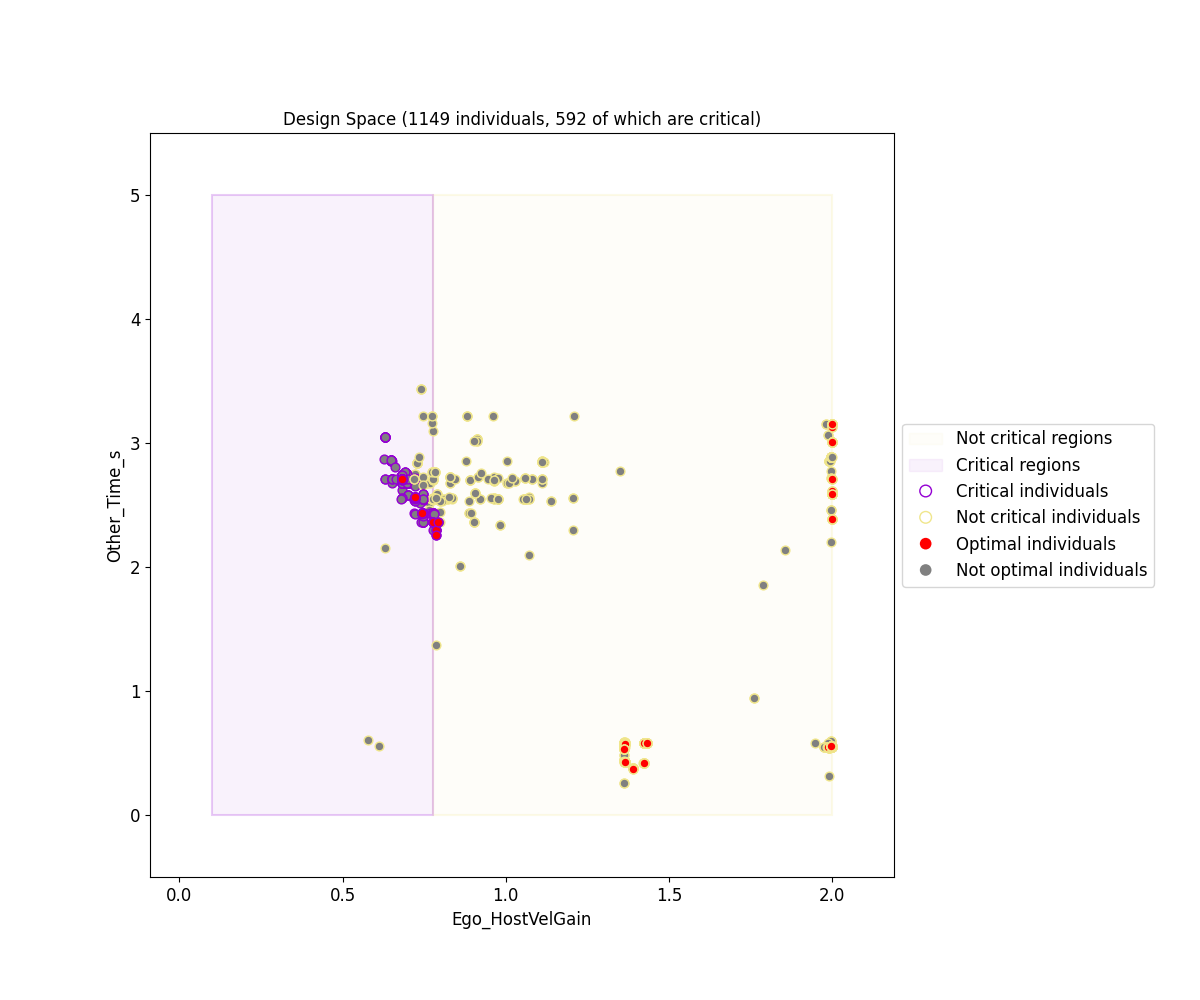 Design Space (1149 individuals, 592 of which are critical)
Other_Time_s
5
4
3
2
1
0
0.0 0.5 1.0 1.5 2.0
Ego_HostVelGain
Not critical regions
Critical regions
Critical individuals
Not critical individuals
Optimal individuals
Not optimal individuals